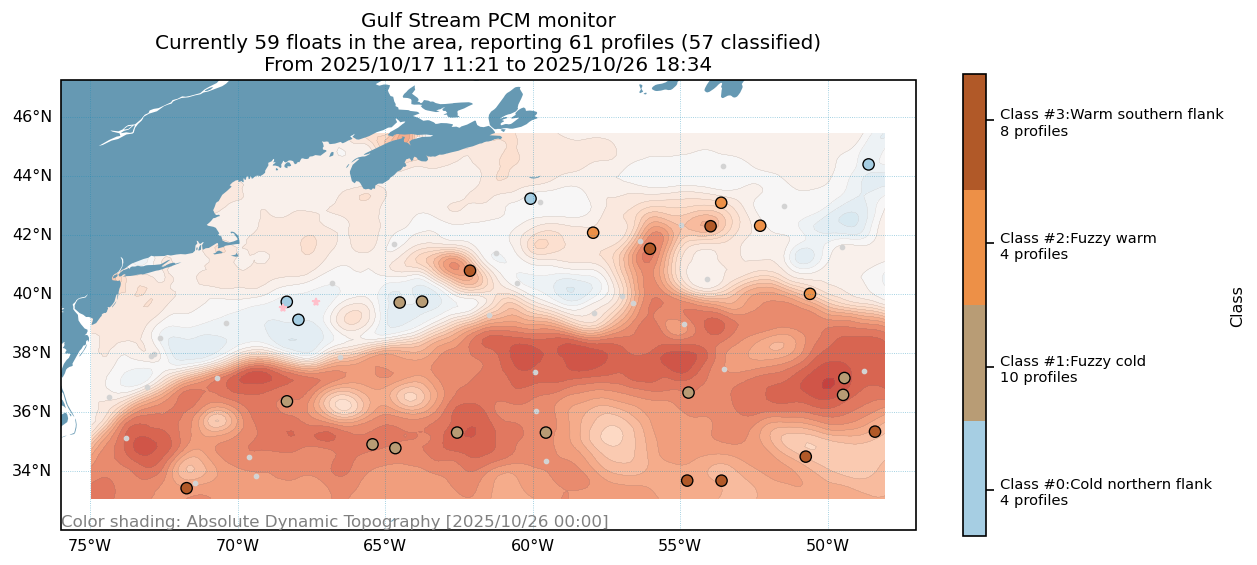 Gulf Stream PCM monitor
Currently 59 floats in the area, reporting 61 profiles (57 classified)
From 2025/10/17 11:21 to 2025/10/26 18:34
46°N
44°N
42°N
40°N
38°N
36°N
34°N
75°W
70°W
65°W
60°W
55°W
50°W
Color shading: Absolute Dynamic Topography [2025/10/26 00:00]
Class #3:Warm southern flank
8 profiles
Class #2:Fuzzy warm
4 profiles
Class #1:Fuzzy cold
10 profiles
Class #0:Cold northern flank
4 profiles
Class